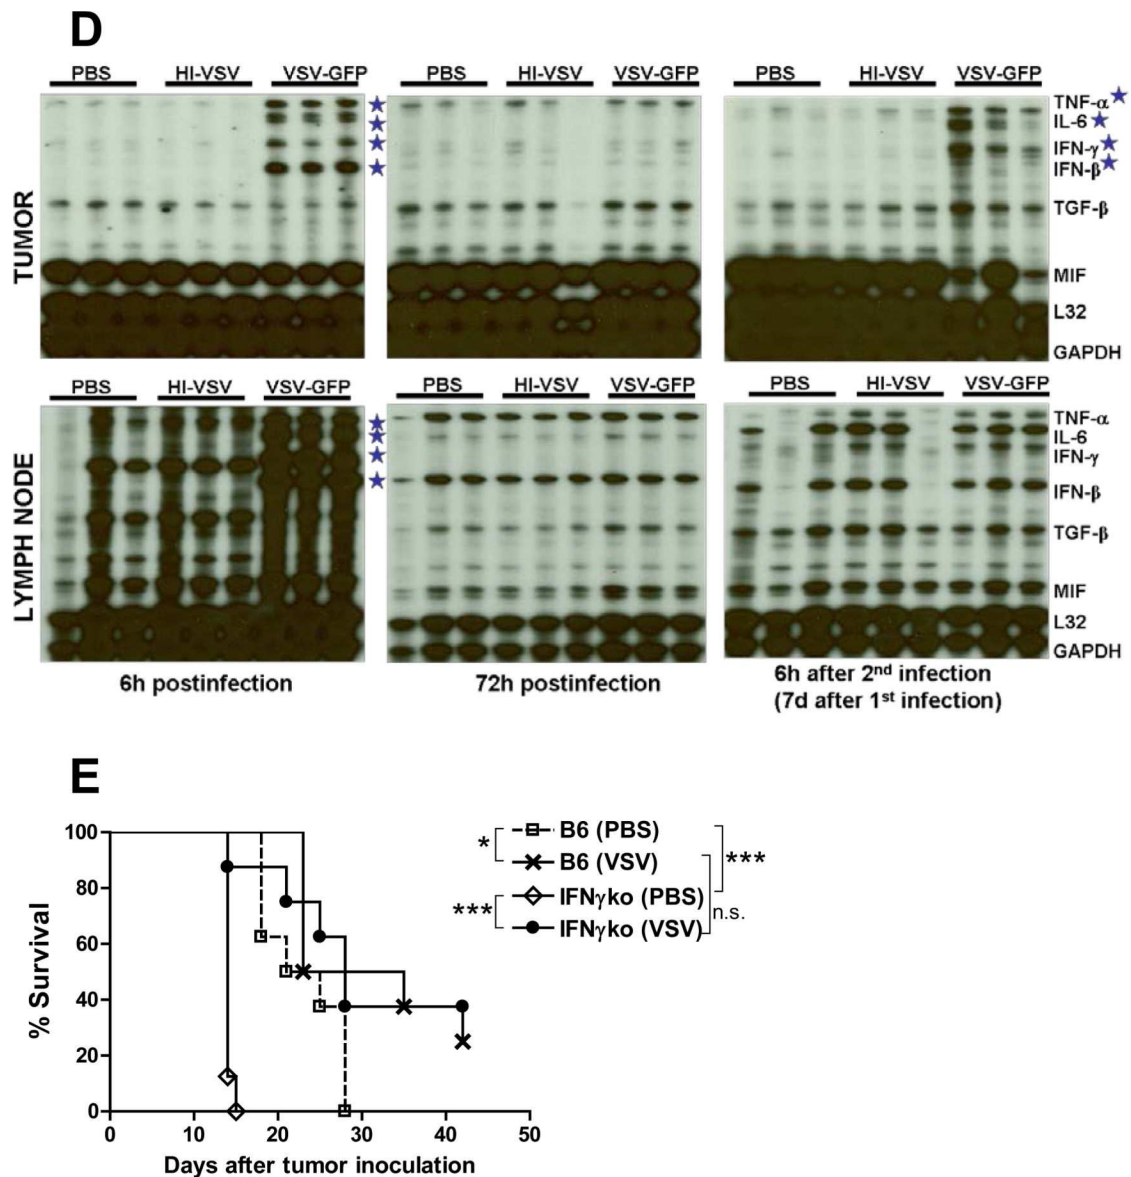 D
PBS HI-VSV VSV-GFP PBS HI-VSV VSV-GFP PBS HI-VSV VSV-GFP
TUMOR
TNF-α
IL-6
IFN-γ
IFN-β
TGF-β
MIF
L32
GAPDH
PBS HI-VSV VSV-GFP PBS HI-VSV VSV-GFP PBS HI-VSV VSV-GFP
LYMPH NODE
TNF-α
IL-6
IFN-γ
IFN-β
TGF-β
MIF
L32
GAPDH
6h postinfection 72h postinfection 6h after 2nd infection
(7d after 1st infection)
E
% Survival
100
80
60
40
20
0
0 10 20 30 40 50
Days after tumor inoculation
B6 (PBS)
* B6 (VSV) ***
IFNγko (PBS)
*** IFNγko (VSV) n.s.